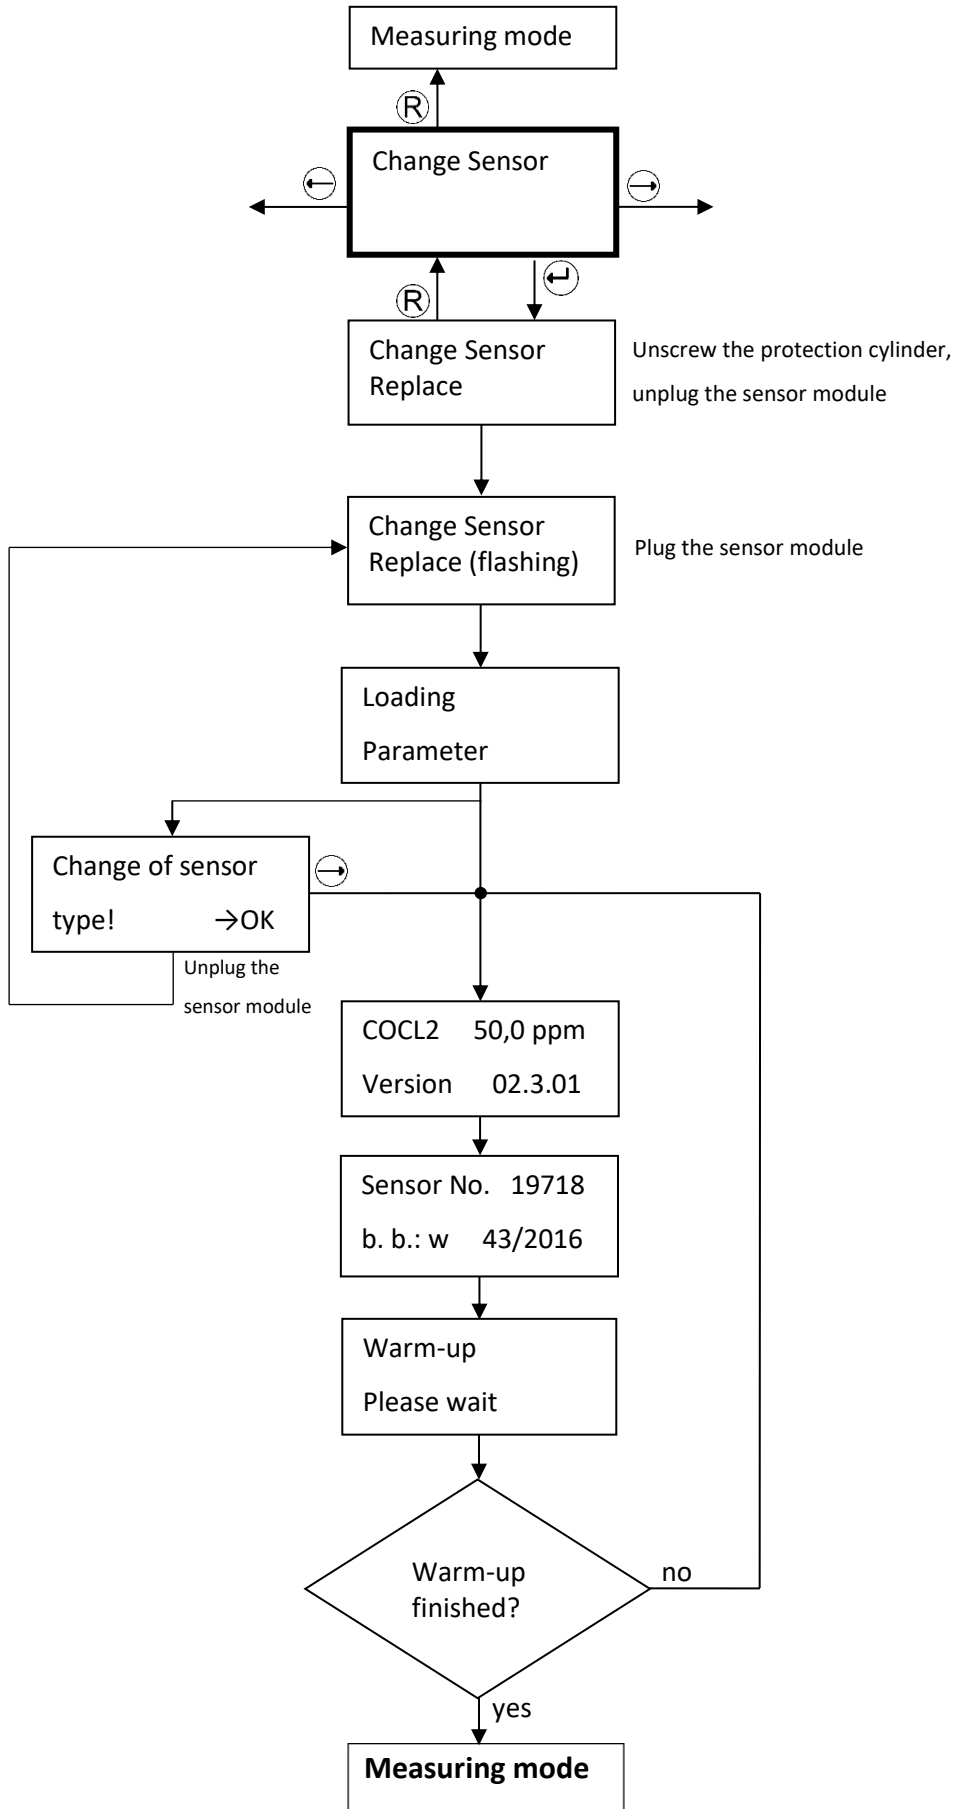 Measuring mode
R
Change Sensor
←
→
R
↵
Change Sensor
Replace
Unscrew the protection cylinder,
unplug the sensor module
Change Sensor
Replace (flashing)
Plug the sensor module
Loading
Parameter
Change of sensor
type! →OK
→
Unplug the
sensor module
COCL2 50,0 ppm
Version 02.3.01
Sensor No. 19718
b. b.: w 43/2016
Warm-up
Please wait
Warm-up
finished?
no
yes
Measuring mode